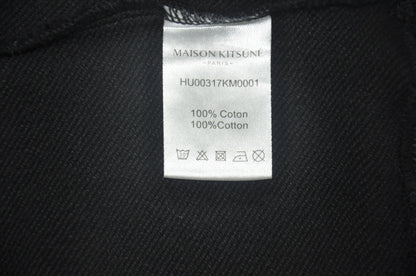 MAISON KITSUNÉ
-PARIS-
HU00317KM0001
100% Coton
100%Cotton